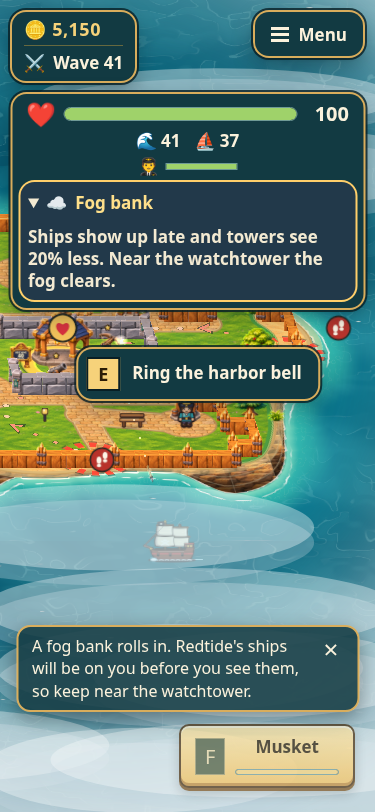 5,150
Menu
Wave 41
100
41 37
Fog bank
Ships show up late and towers see
20% less. Near the watchtower the
fog clears.
E Ring the harbor bell
A fog bank rolls in. Redtide's ships
will be on you before you see them,
so keep near the watchtower.
F Musket